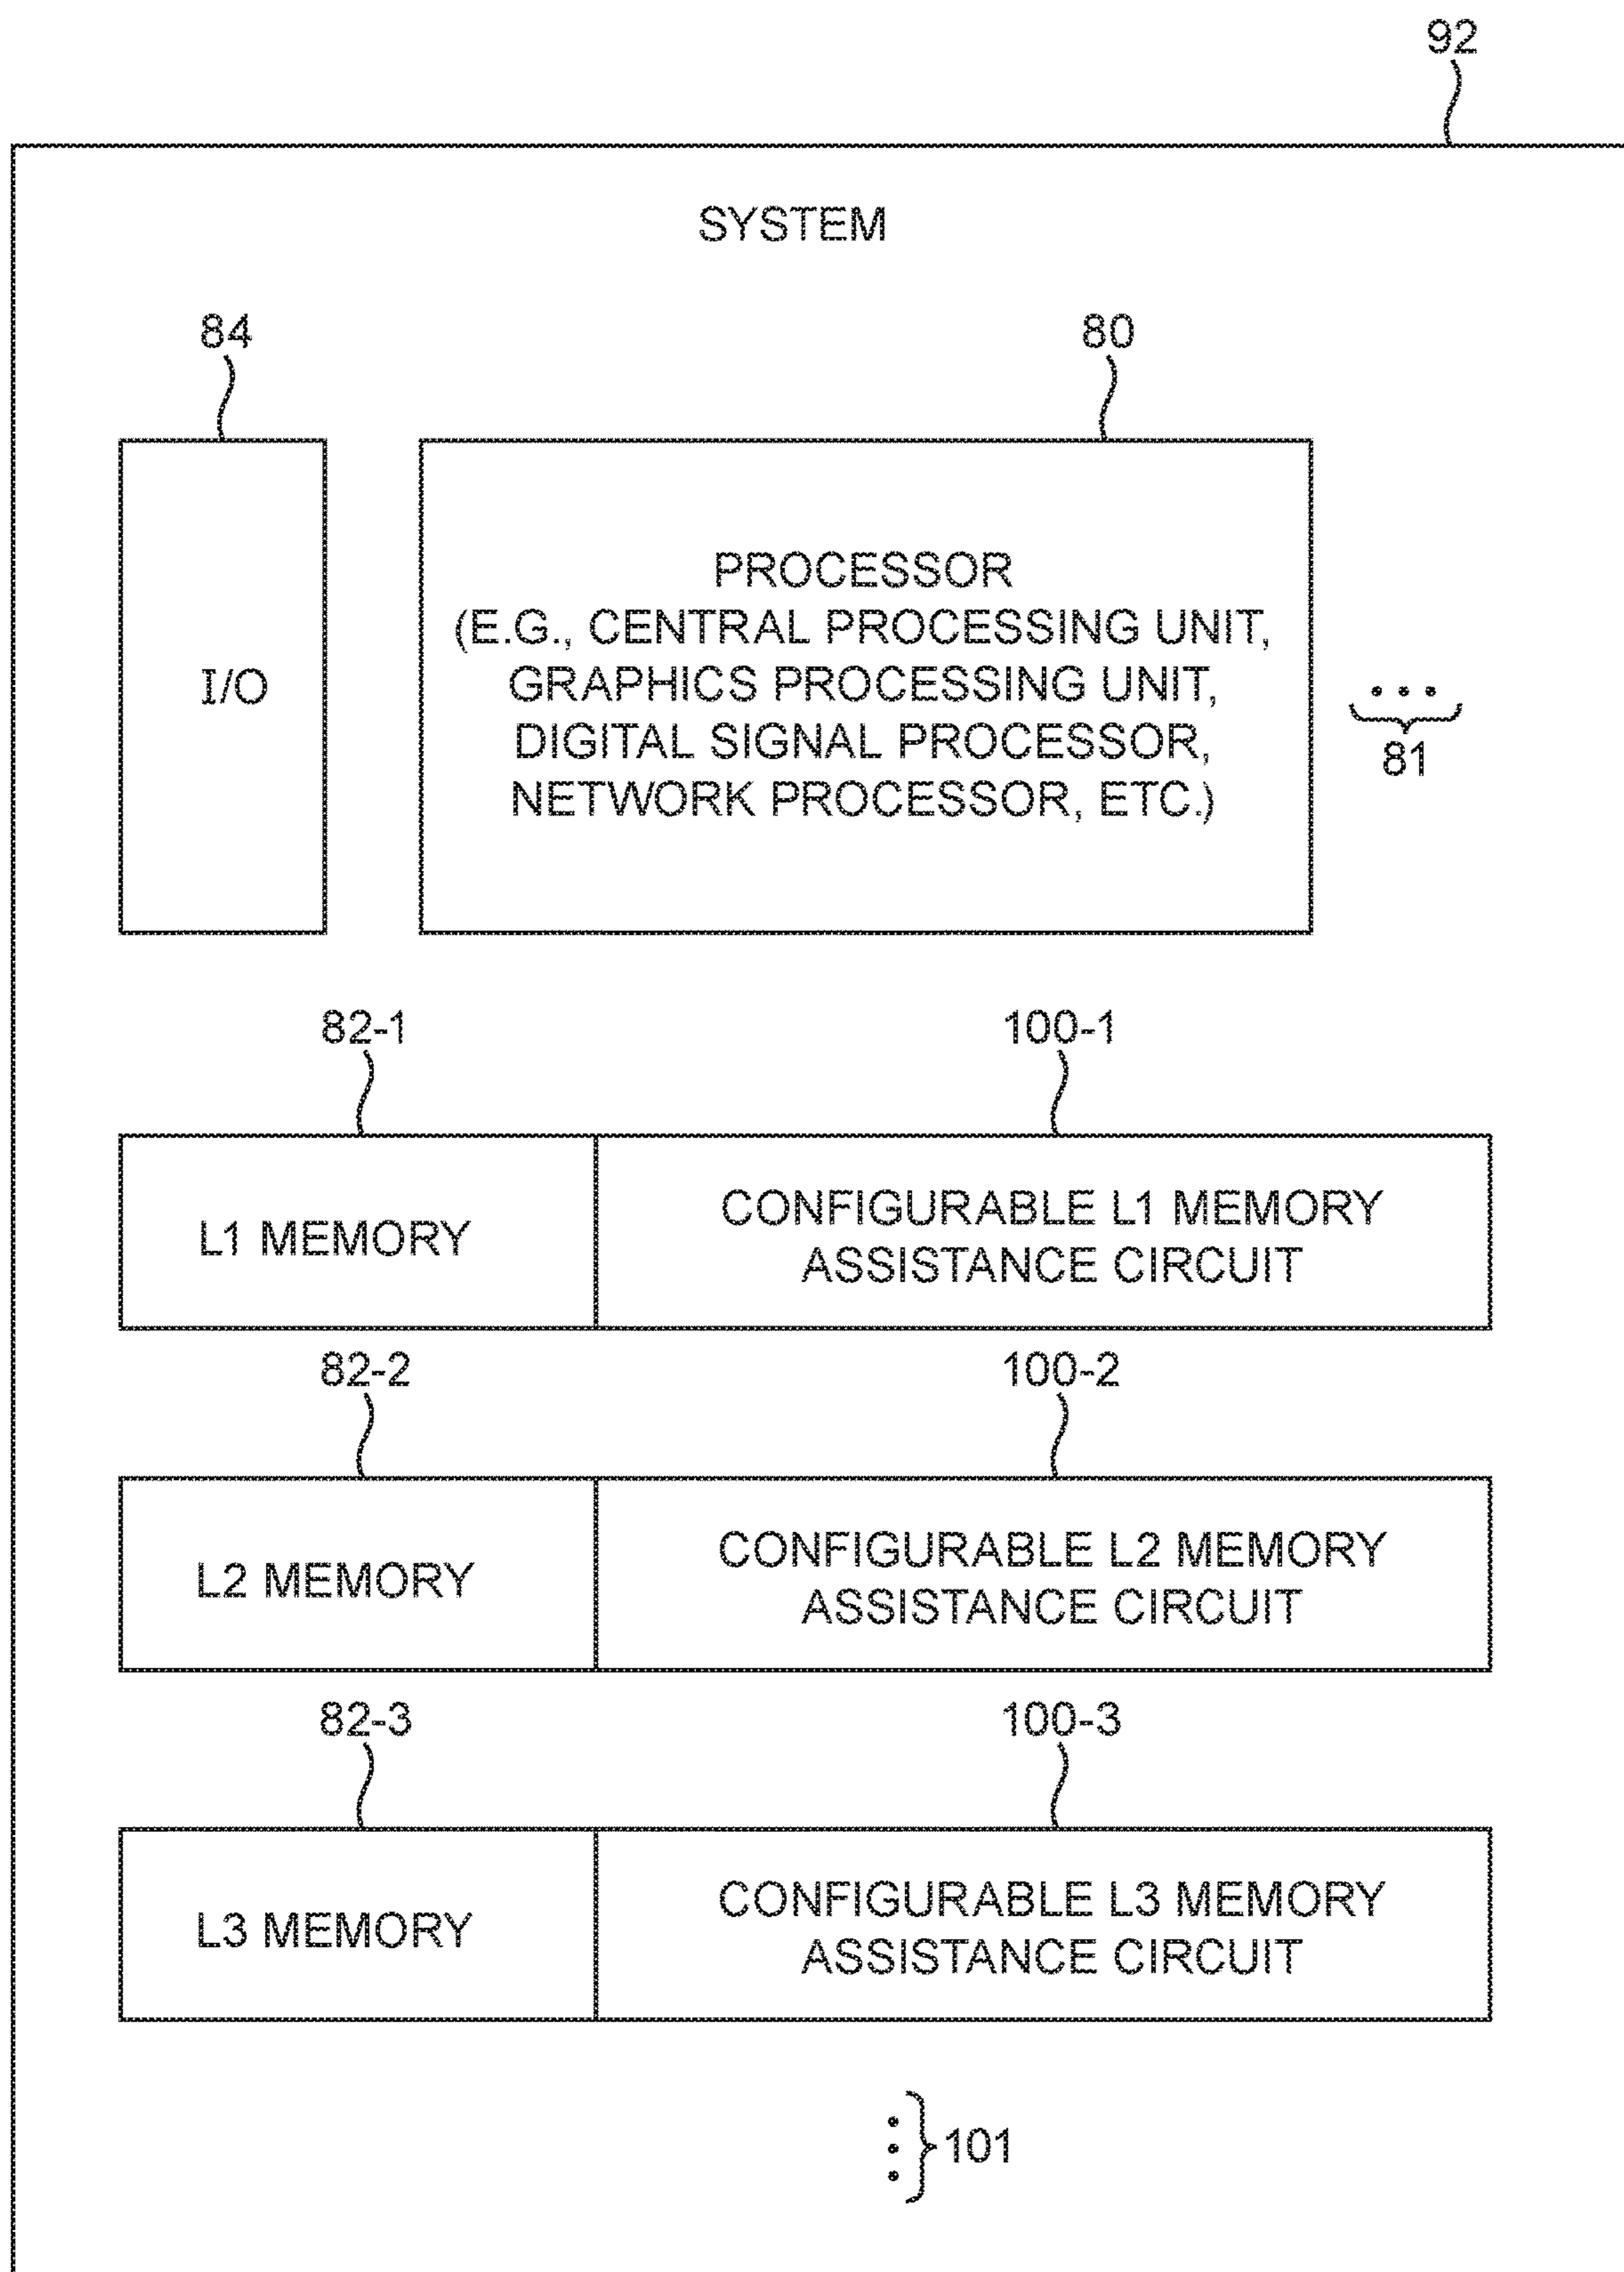 92
SYSTEM
84
80
I/O
PROCESSOR
(E.G., CENTRAL PROCESSING UNIT,
GRAPHICS PROCESSING UNIT,
DIGITAL SIGNAL PROCESSOR,
NETWORK PROCESSOR, ETC.)
81
82-1
100-1
L1 MEMORY
CONFIGURABLE L1 MEMORY
ASSISTANCE CIRCUIT
82-2
100-2
L2 MEMORY
CONFIGURABLE L2 MEMORY
ASSISTANCE CIRCUIT
82-3
100-3
L3 MEMORY
CONFIGURABLE L3 MEMORY
ASSISTANCE CIRCUIT
101